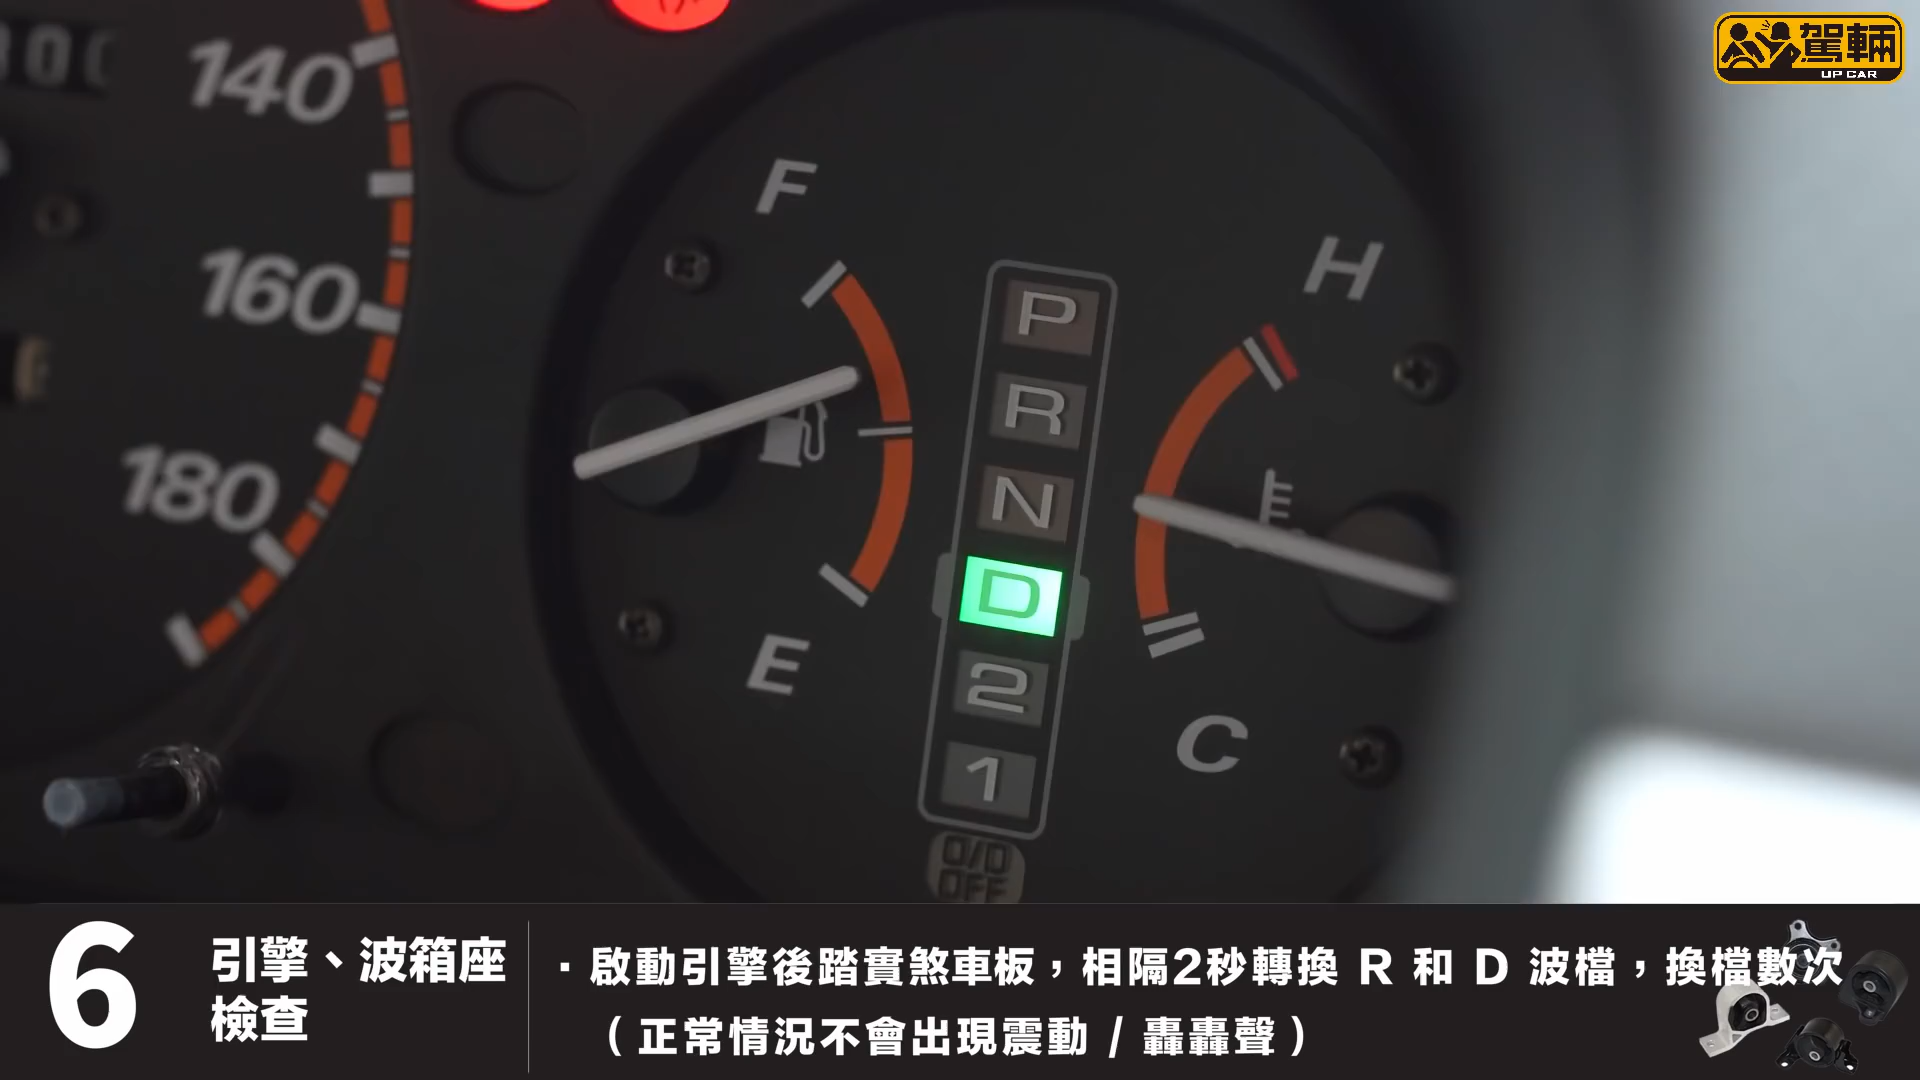 駕輛
UP CAR
140
160
180
F
E
H
C
P
R
N
D
2
1
O/D
OFF
6
引擎、波箱座
檢查
· 啟動引擎後踏實煞車板，相隔2秒轉換 R 和 D 波檔，換檔數次
（正常情況不會出現震動 / 轟轟聲）